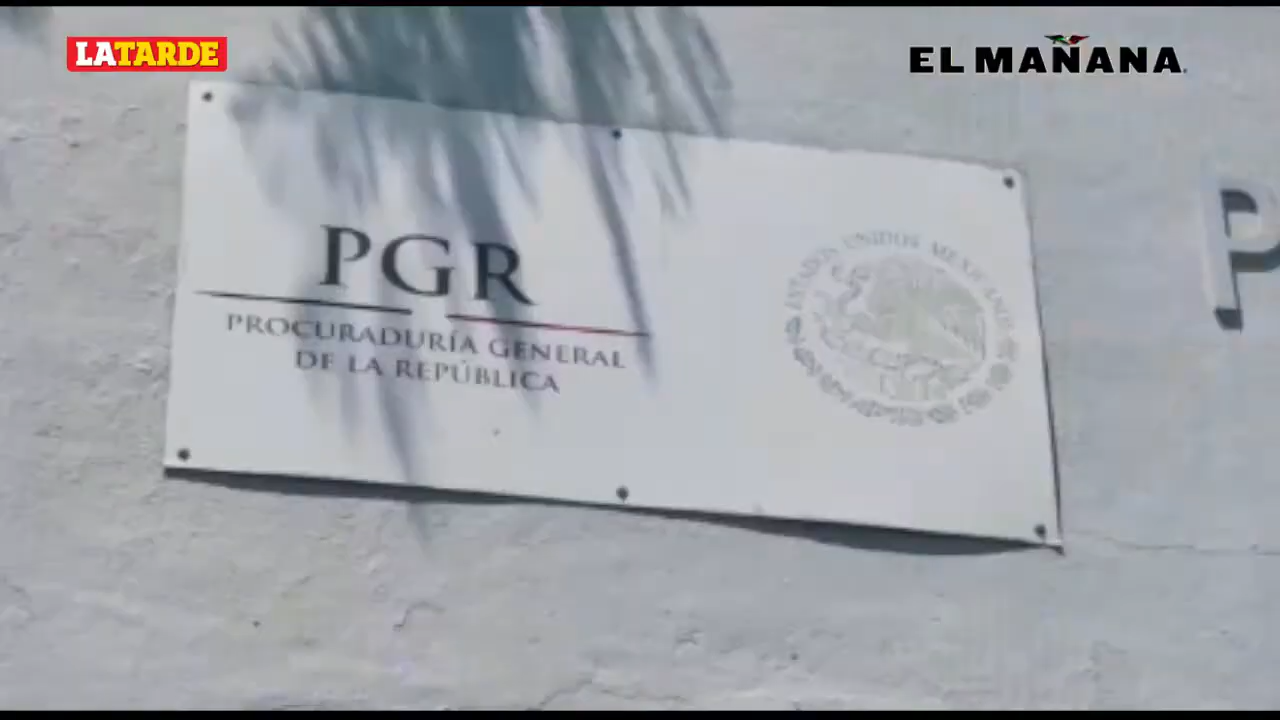 LATARDE
EL MAÑANA
PGR
PROCURADURÍA GENERAL
DE LA REPÚBLICA
ESTADOS UNIDOS MEXICANOS
P